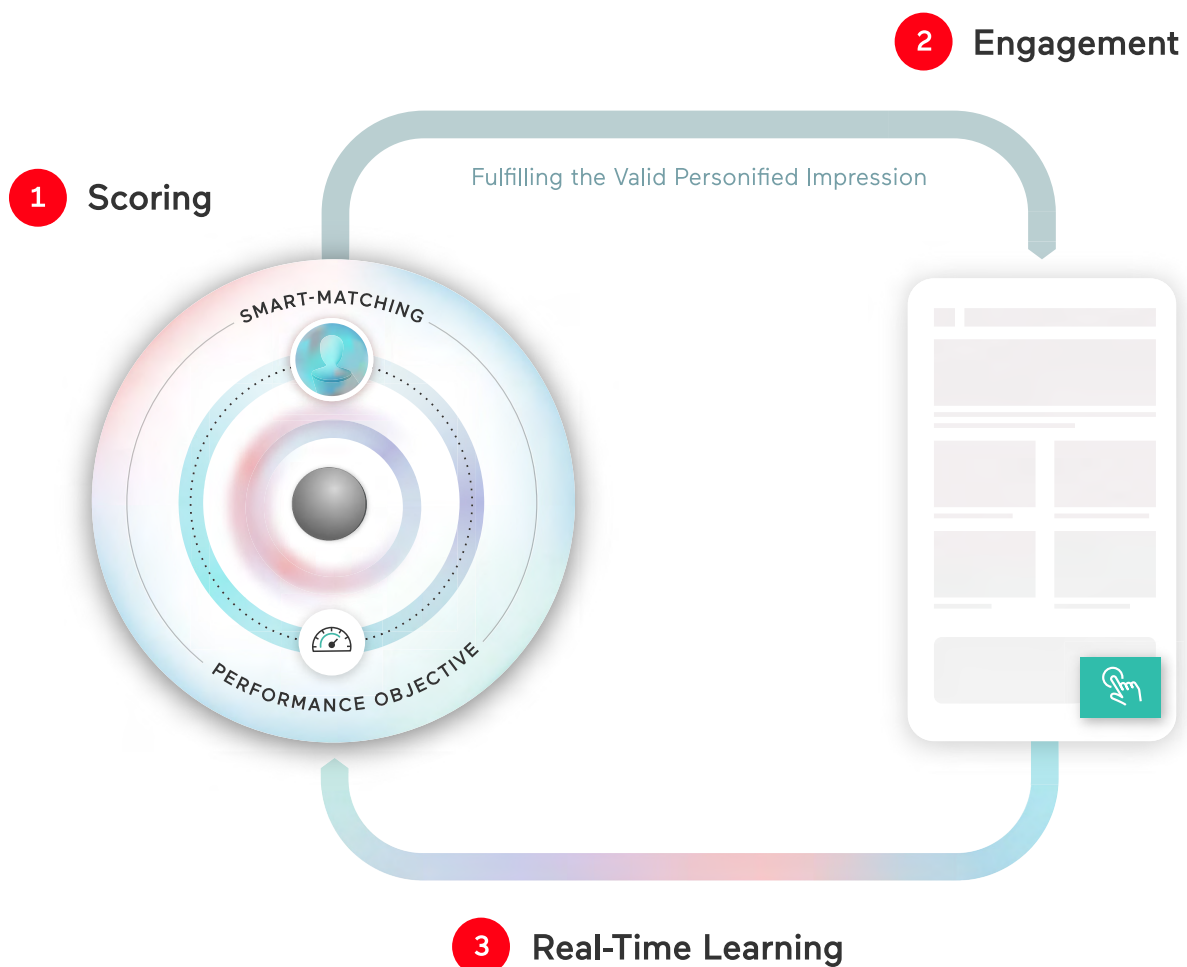 2 Engagement
Fulfilling the Valid Personified Impression
1 Scoring
SMART-MATCHING
PERFORMANCE OBJECTIVE
3 Real-Time Learning